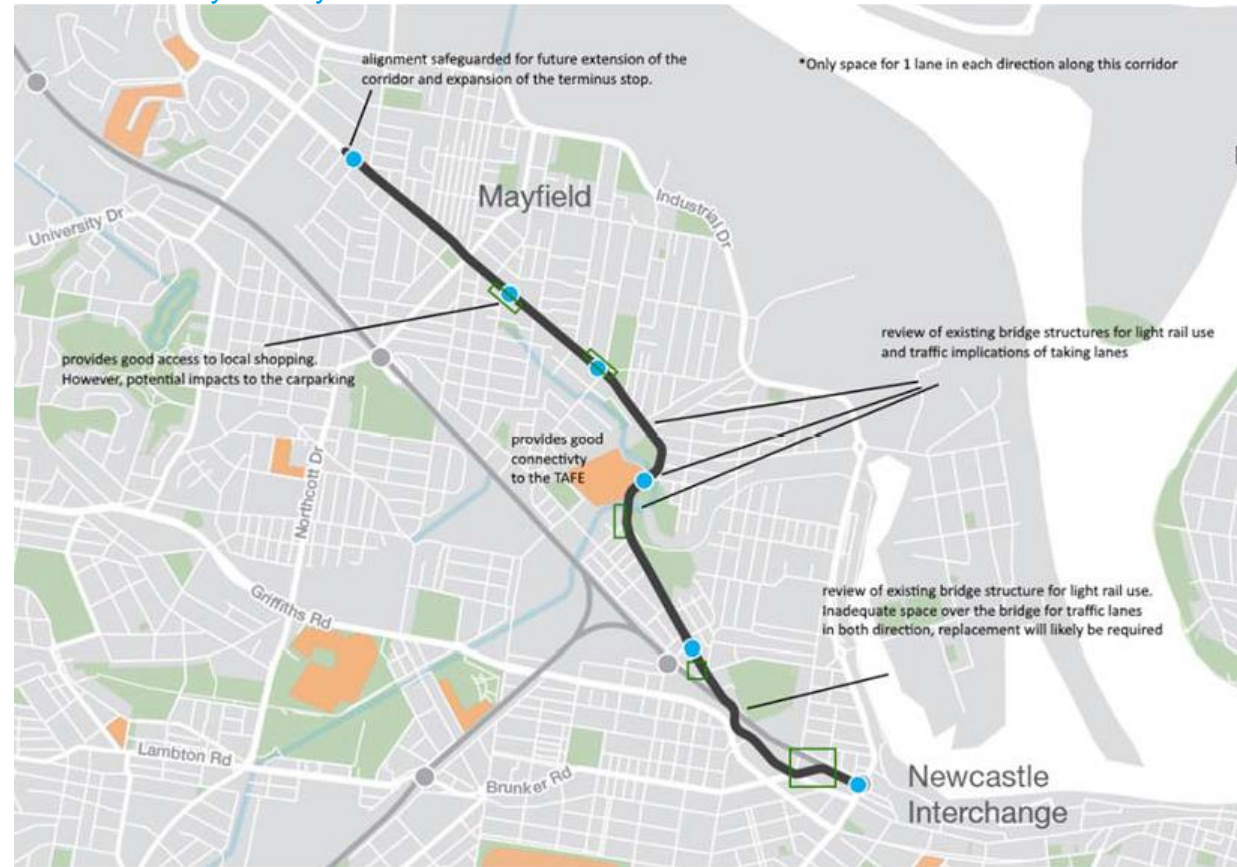 alignment safeguarded for future extension of the
corridor and expansion of the terminus stop.
*Only space for 1 lane in each direction along this corridor
Mayfield
Industrial Dr
University Dr
review of existing bridge structures for light rail use
and traffic implications of taking lanes
provides good access to local shopping.
However, potential impacts to the carparking
provides good
connectivty
to the TAFE
Northcott Dr
Griffiths Rd
review of existing bridge structure for light rail use.
Inadequate space over the bridge for traffic lanes
in both direction, replacement will likely be required
Lambton Rd
Brunker Rd
Newcastle
Interchange